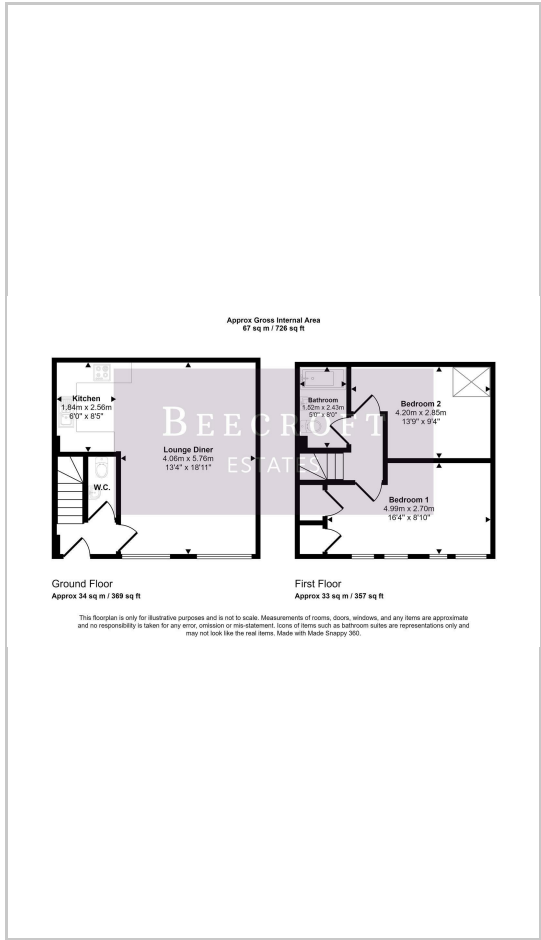 Approx Gross Internal Area
67 sq m / 726 sq ft
Kitchen
1.84m x 2.56m
6'0" x 8'5"
Lounge Diner
4.06m x 5.76m
13'4" x 18'11"
W.C.
Bathroom
1.52m x 2.43m
5'0" x 8'0"
Bedroom 2
4.20m x 2.85m
13'9" x 9'4"
Bedroom 1
4.99m x 2.70m
16'4" x 8'10"
BEECROFT
ESTATES
Ground Floor
Approx 34 sq m / 369 sq ft
First Floor
Approx 33 sq m / 357 sq ft
This floorplan is only for illustrative purposes and is not to scale. Measurements of rooms, doors, windows, and any items are approximate
and no responsibility is taken for any error, omission or mis-statement. Icons of items such as bathroom suites are representations only and
may not look like the real items. Made with Made Snappy 360.